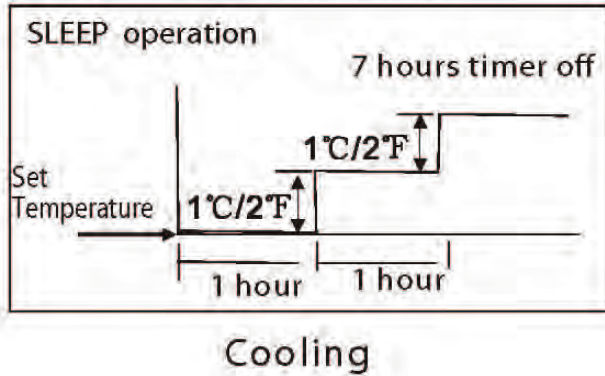 SLEEP operation
7 hours timer off
1℃/2℉
Set
Temperature
1℃/2℉
1 hour
1 hour
Cooling